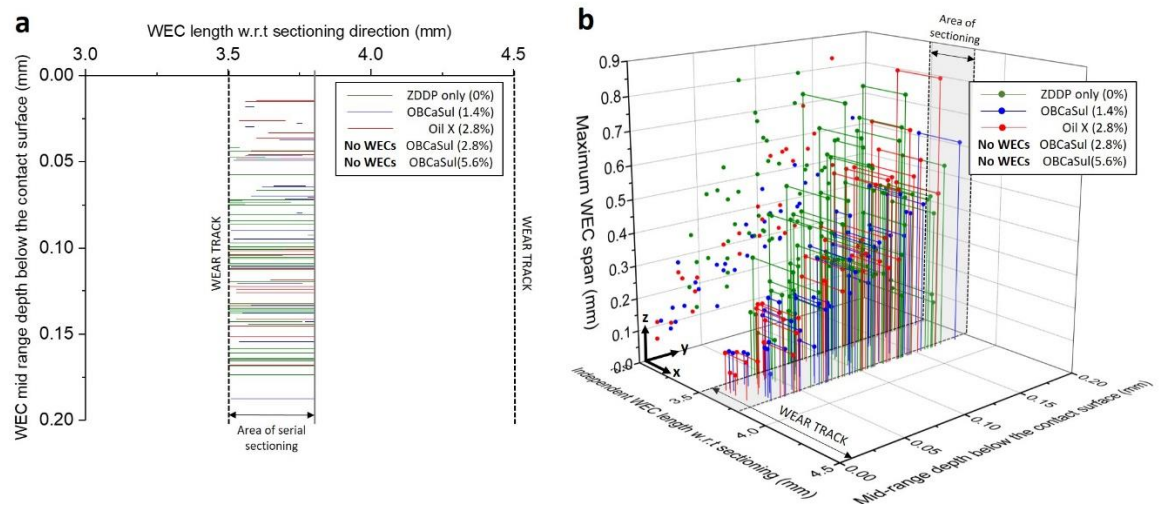 a
WEC length w.r.t sectioning direction (mm)
3.0 3.5 4.0 4.5
WEC mid range depth below the contact surface (mm)
0.00
0.05
0.10
0.15
0.20
ZDDP only (0%)
OBCaSul (1.4%)
Oil X (2.8%)
No WECs OBCaSul (2.8%)
No WECs OBCaSul(5.6%)
WEAR TRACK
WEAR TRACK
Area of serial
sectioning
b
Area of
sectioning
Maximum WEC span (mm)
0.9
0.8
0.7
0.6
0.5
0.4
0.3
0.2
0.1
0.0
z
y
x
ZDDP only (0%)
OBCaSul (1.4%)
Oil X (2.8%)
No WECs OBCaSul (2.8%)
No WECs OBCaSul(5.6%)
Independent WEC length w.r.t sectioning (mm)
3.5
4.0
4.5
WEAR TRACK
Mid-range depth below the contact surface (mm)
0.00
0.05
0.10
0.15
0.20